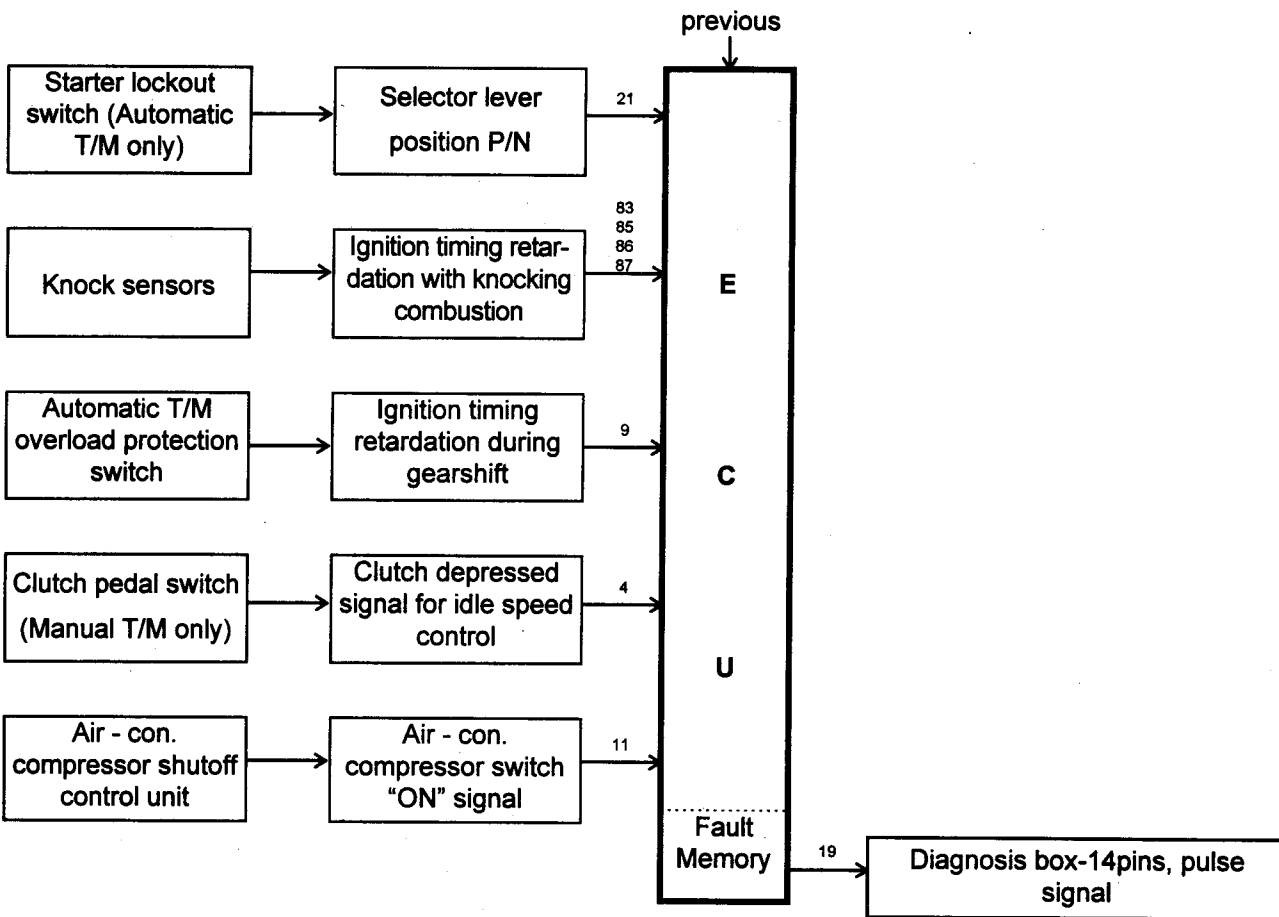 previous
Starter lockout
switch (Automatic
T/M only)
Selector lever
position P/N
21
Knock sensors
Ignition timing retar-
dation with knocking
combustion
83
85
86
87
E
Automatic T/M
overload protection
switch
Ignition timing
retardation during
gearshift
9
C
Clutch pedal switch
(Manual T/M only)
Clutch depressed
signal for idle speed
control
4
U
Air - con.
compressor shutoff
control unit
Air - con.
compressor switch
“ON” signal
11
Fault
Memory
19
Diagnosis box-14pins, pulse
signal